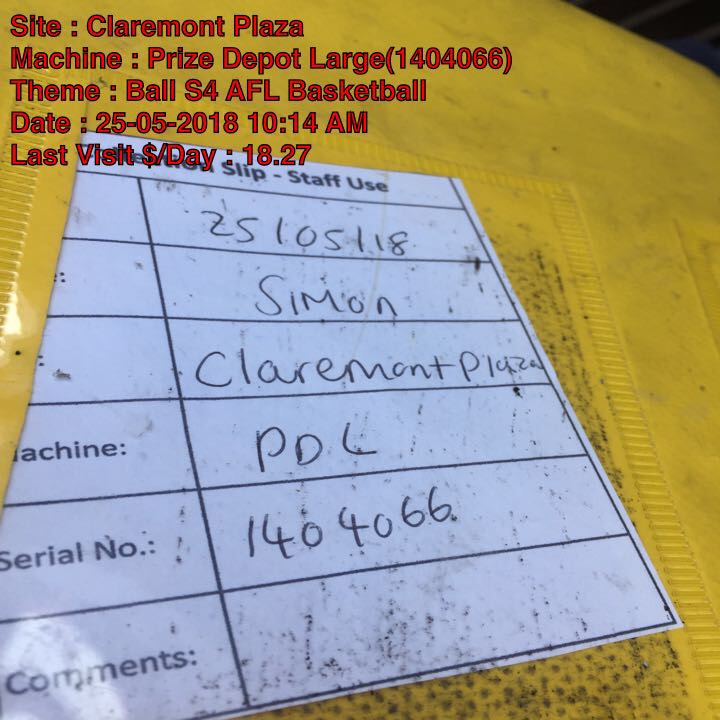 Site : Claremont Plaza
Machine : Prize Depot Large(1404066)
Theme : Ball S4 AFL Basketball
Date : 25-05-2018 10:14 AM
Last Visit $/Day : 18.27
Slip - Staff Use
25/05/18
Simon
Claremont Plaza
achine: PDL
Serial No.: 1404066
Comments: